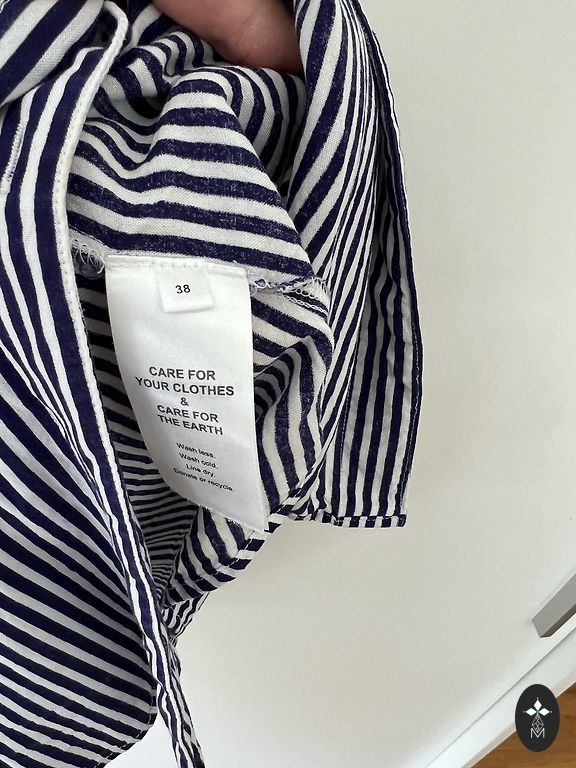 38
CARE FOR
YOUR CLOTHES
&
CARE FOR
THE EARTH
Wash less.
Wash cold.
Line dry.
Donate or recycle.
M